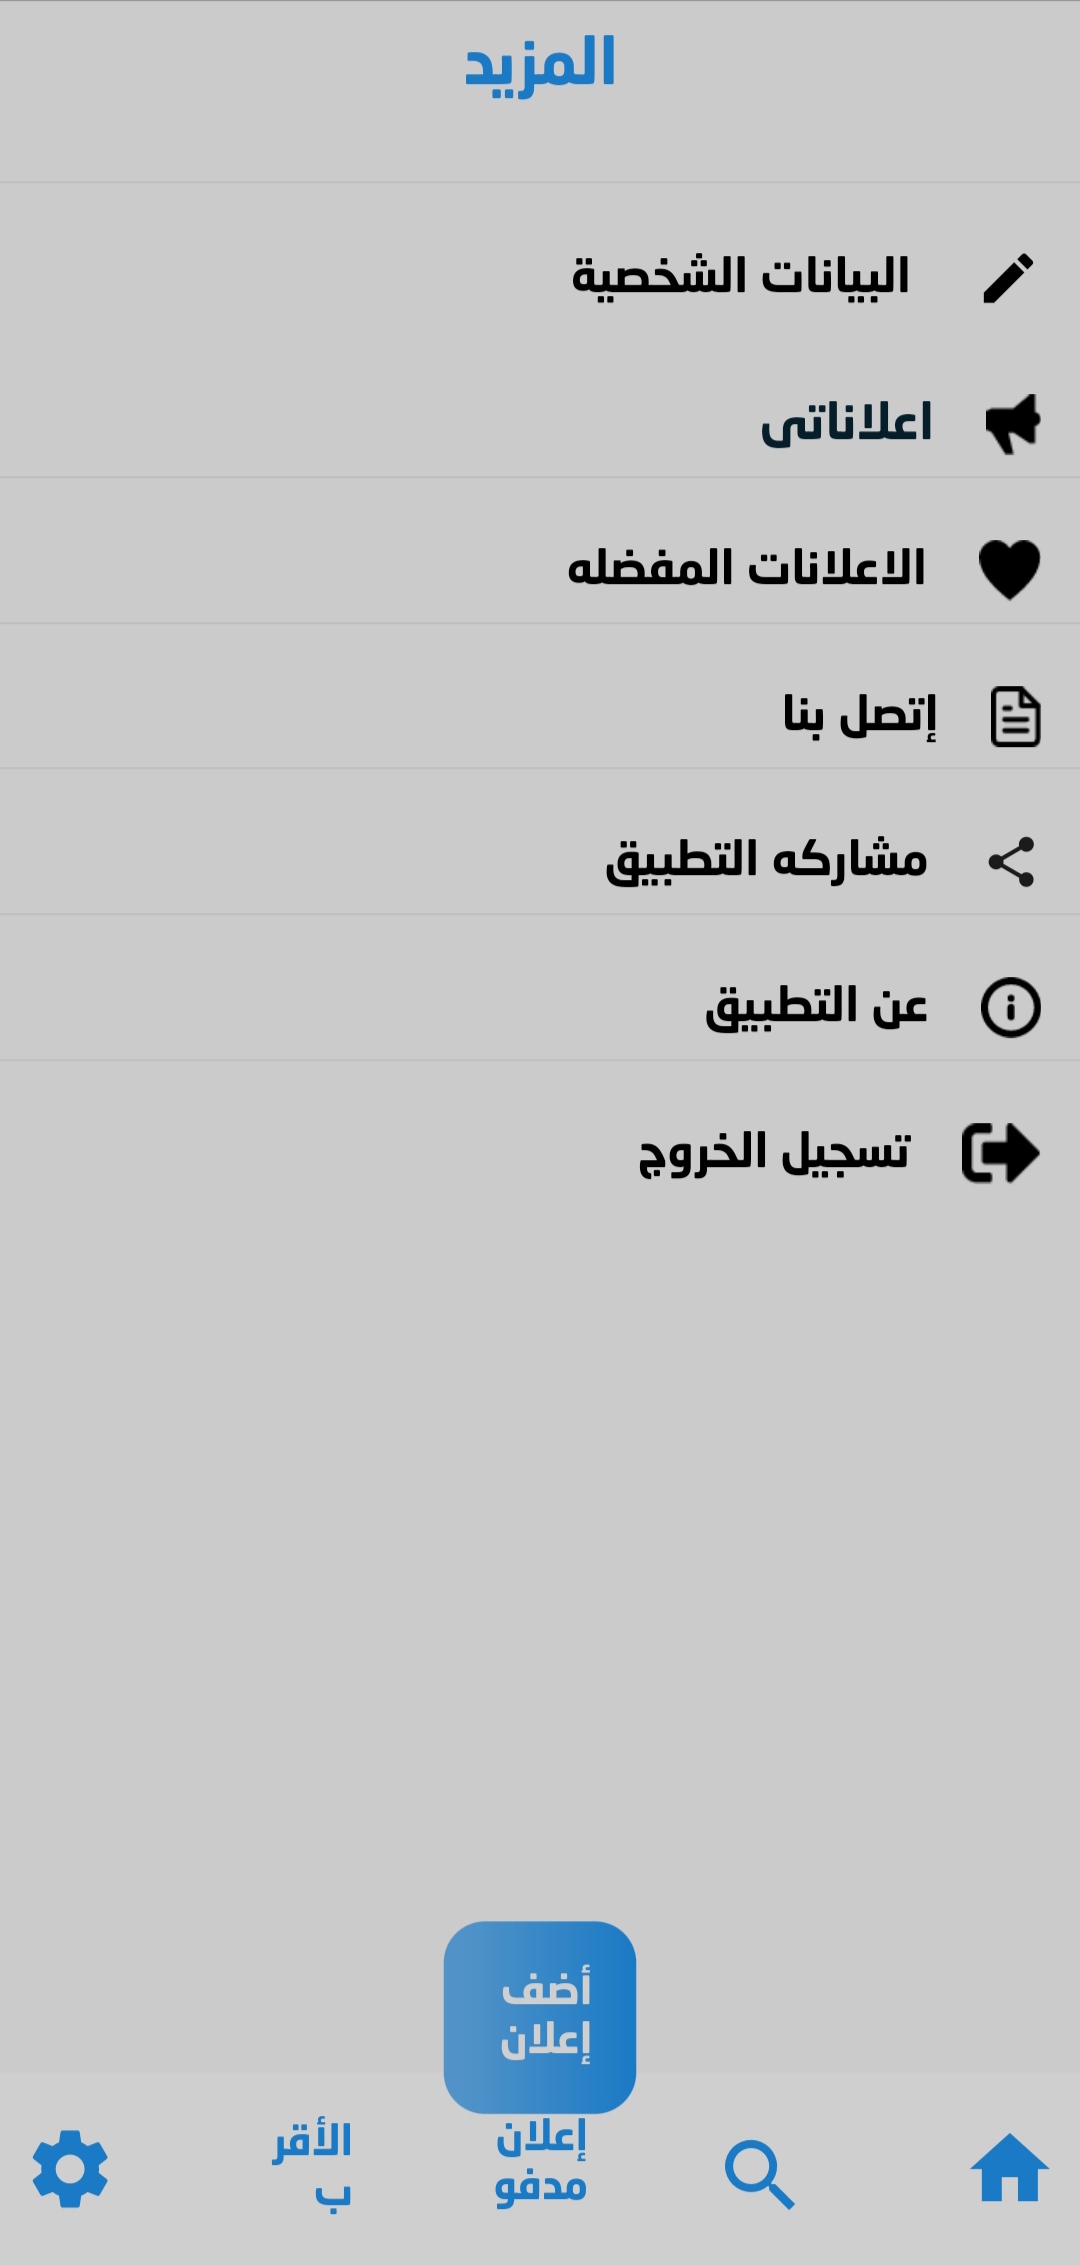 المزيد
البيانات الشخصية
اعلاناتى
الاعلانات المفضله
إتصل بنا
مشاركه التطبيق
عن التطبيق
تسجيل الخروج
أضف
إعلان
إعلان
مدفو
الأقر
ب